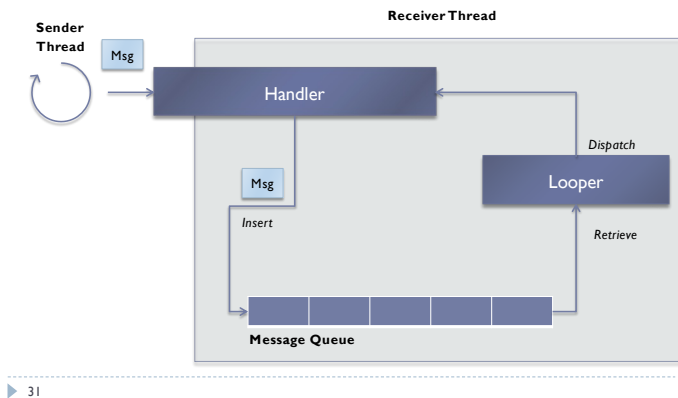 Receiver Thread
Sender
Thread
Msg
Handler
Dispatch
Msg
Looper
Insert
Retrieve
Message Queue
31